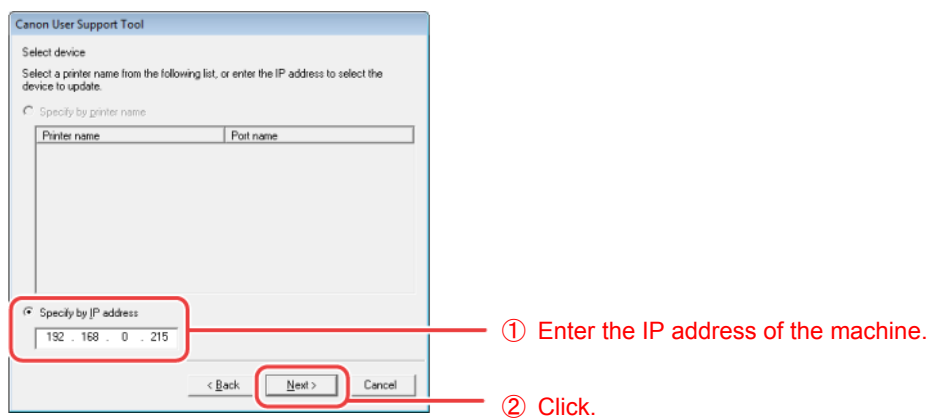 Canon User Support Tool
Select device
Select a printer name from the following list, or enter the IP address to select the
device to update.
Specify by printer name
Printer name Port name
Specify by IP address
192 . 168 . 0 . 215
① Enter the IP address of the machine.
< Back Next > Cancel
② Click.